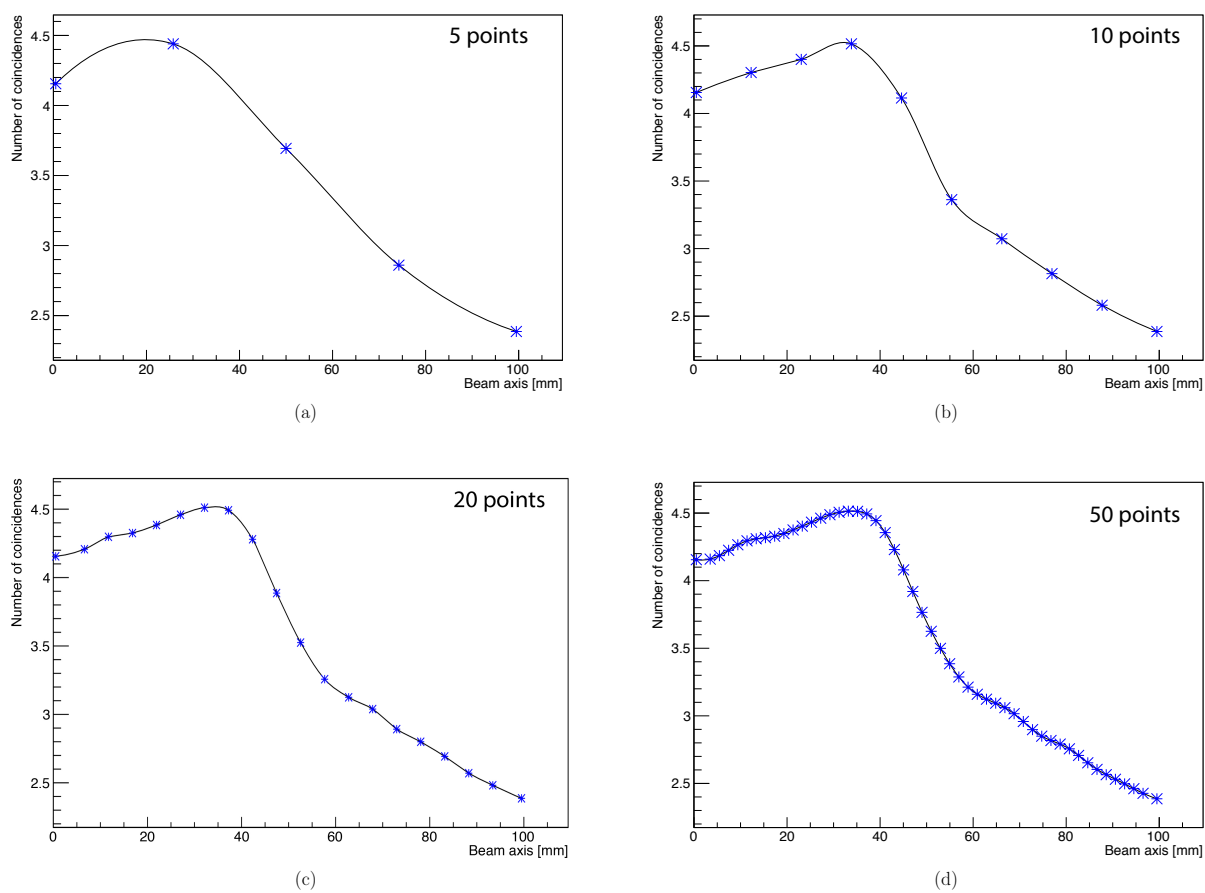 Number of coincidences
5 points
4.5
4
3.5
3
2.5
0 20 40 60 80 100
Beam axis [mm]
(a)
Number of coincidences
10 points
4.5
4
3.5
3
2.5
0 20 40 60 80 100
Beam axis [mm]
(b)
Number of coincidences
20 points
4.5
4
3.5
3
2.5
0 20 40 60 80 100
Beam axis [mm]
(c)
Number of coincidences
50 points
4.5
4
3.5
3
2.5
0 20 40 60 80 100
Beam axis [mm]
(d)